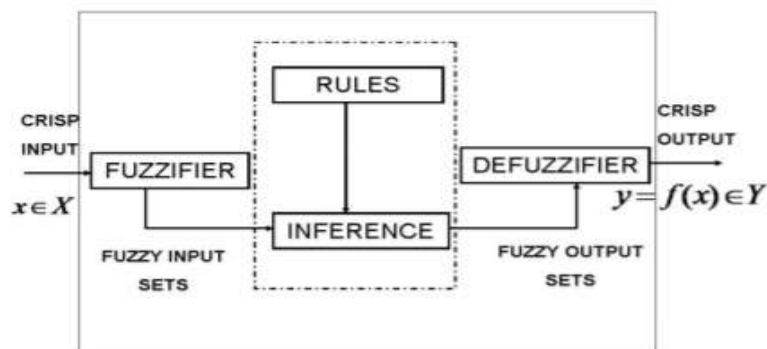 RULES
CRISP
INPUT
CRISP
OUTPUT
FUZZIFIER
DEFUZZIFIER
x∈X
y=f(x)∈Y
INFERENCE
FUZZY INPUT
SETS
FUZZY OUTPUT
SETS